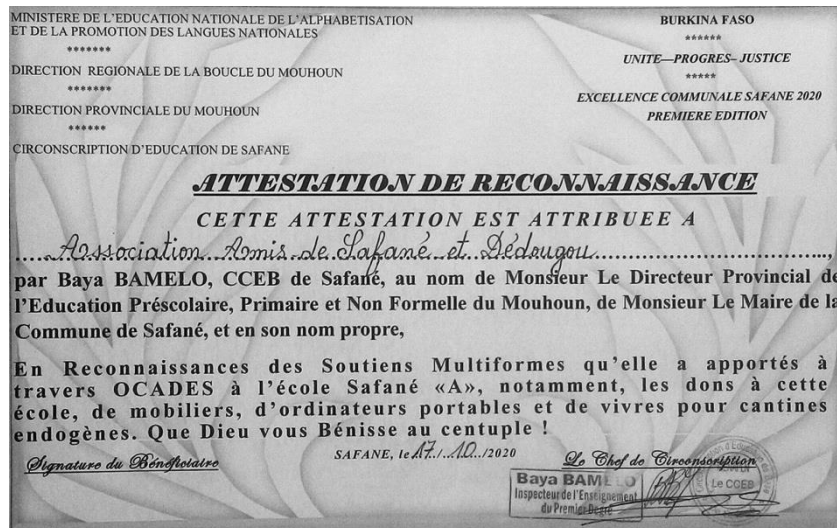 MINISTERE DE L'EDUCATION NATIONALE DE L'ALPHABETISATION
ET DE LA PROMOTION DES LANGUES NATIONALES
*******
DIRECTION REGIONALE DE LA BOUCLE DU MOUHOUN
*******
DIRECTION PROVINCIALE DU MOUHOUN
******
CIRCONSCRIPTION D'EDUCATION DE SAFANE
BURKINA FASO
******
UNITE—PROGRES– JUSTICE
*****
EXCELLENCE COMMUNALE SAFANE 2020
PREMIERE EDITION
ATTESTATION DE RECONNAISSANCE
CETTE ATTESTATION EST ATTRIBUEE A
Association Amis de Safané et Dédougou
par Baya BAMELO, CCEB de Safané, au nom de Monsieur Le Directeur Provincial de
l'Education Préscolaire, Primaire et Non Formelle du Mouhoun, de Monsieur Le Maire de la
Commune de Safané, et en son nom propre,
En Reconnaissances des Soutiens Multiformes qu'elle a apportés à
travers OCADES à l'école Safané «A», notamment, les dons à cette
école, de mobiliers, d'ordinateurs portables et de vivres pour cantines
endogènes. Que Dieu vous Bénisse au centuple !
SAFANE, le 17/10/2020
Signature du Bénéficiaire
Le Chef de Circonscription
Baya BAMELO
Inspecteur de l'Enseignement
du Premier Degré
Le CCEB